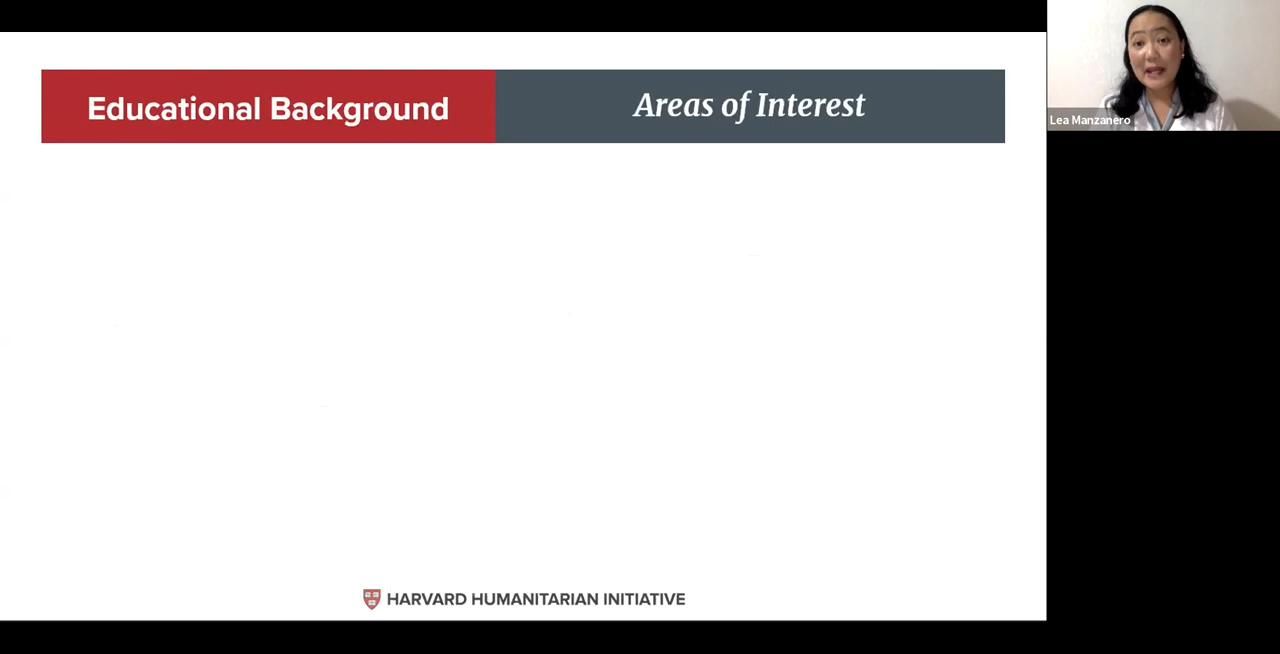 Educational Background
Areas of Interest
Lea Manzanero
HARVARD HUMANITARIAN INITIATIVE